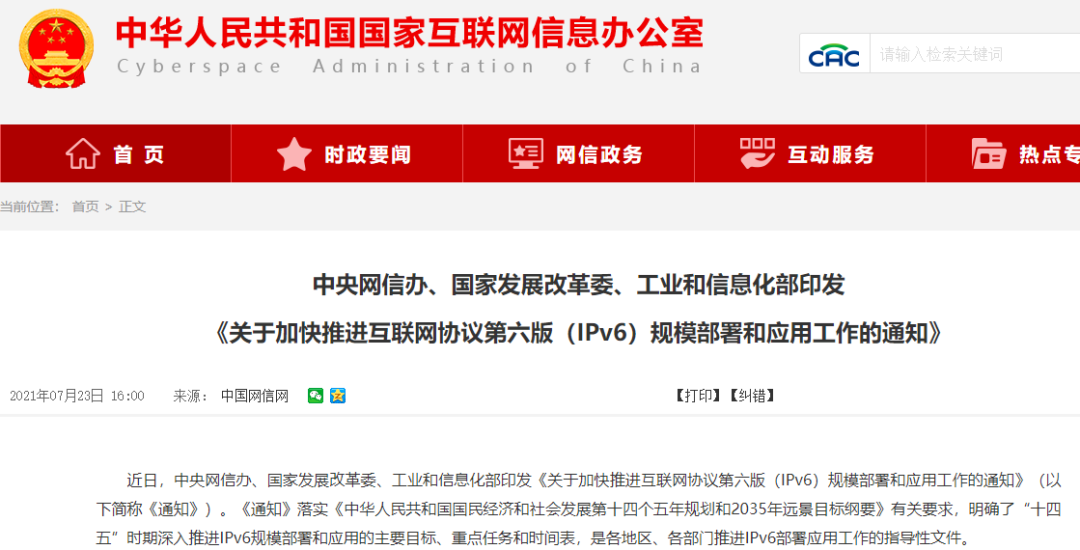 中华人民共和国国家互联网信息办公室
Cyberspace Administration of China
CAC 请输入检索关键词
首 页 时政要闻 网信政务 互动服务 热点专
当前位置： 首页 > 正文
中央网信办、国家发展改革委、工业和信息化部印发
《关于加快推进互联网协议第六版（IPv6）规模部署和应用工作的通知》
2021年07月23日 16:00 来源： 中国网信网 【打印】【纠错】
近日，中央网信办、国家发展改革委、工业和信息化部印发《关于加快推进互联网协议第六版（IPv6）规模部署和应用工作的通知》（以
下简称《通知》）。《通知》落实《中华人民共和国国民经济和社会发展第十四个五年规划和2035年远景目标纲要》有关要求，明确了“十四
五”时期深入推进IPv6规模部署和应用的主要目标、重点任务和时间表，是各地区、各部门推进IPv6部署应用工作的指导性文件。